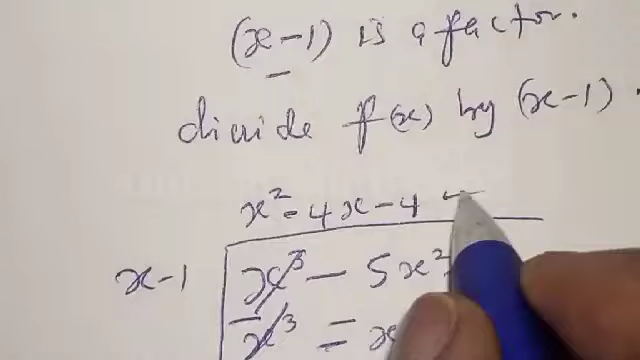 (x-1) is a factor.
divide f(x) by (x-1).
x² - 4x - 4
x-1 x³ - 5x²
- x³ = x